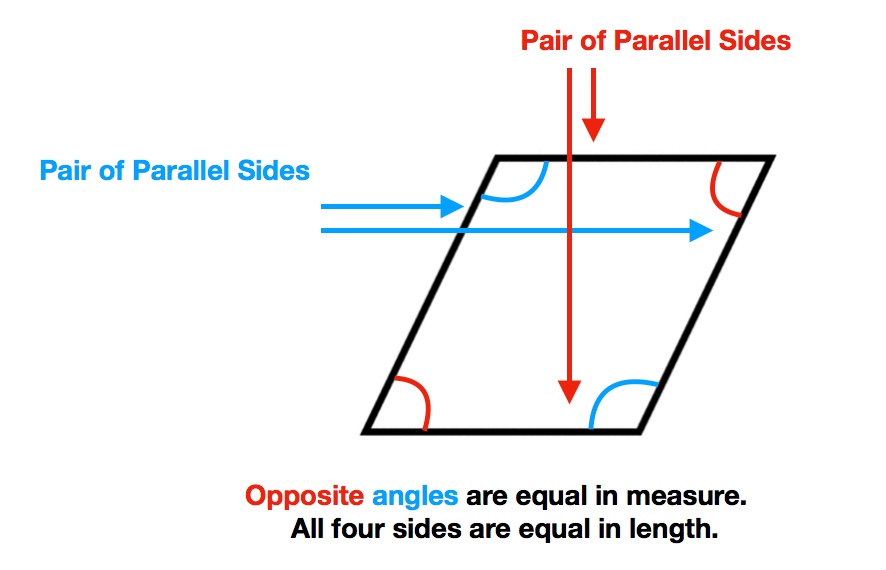 Pair of Parallel Sides
Pair of Parallel Sides
Opposite angles are equal in measure.
All four sides are equal in length.